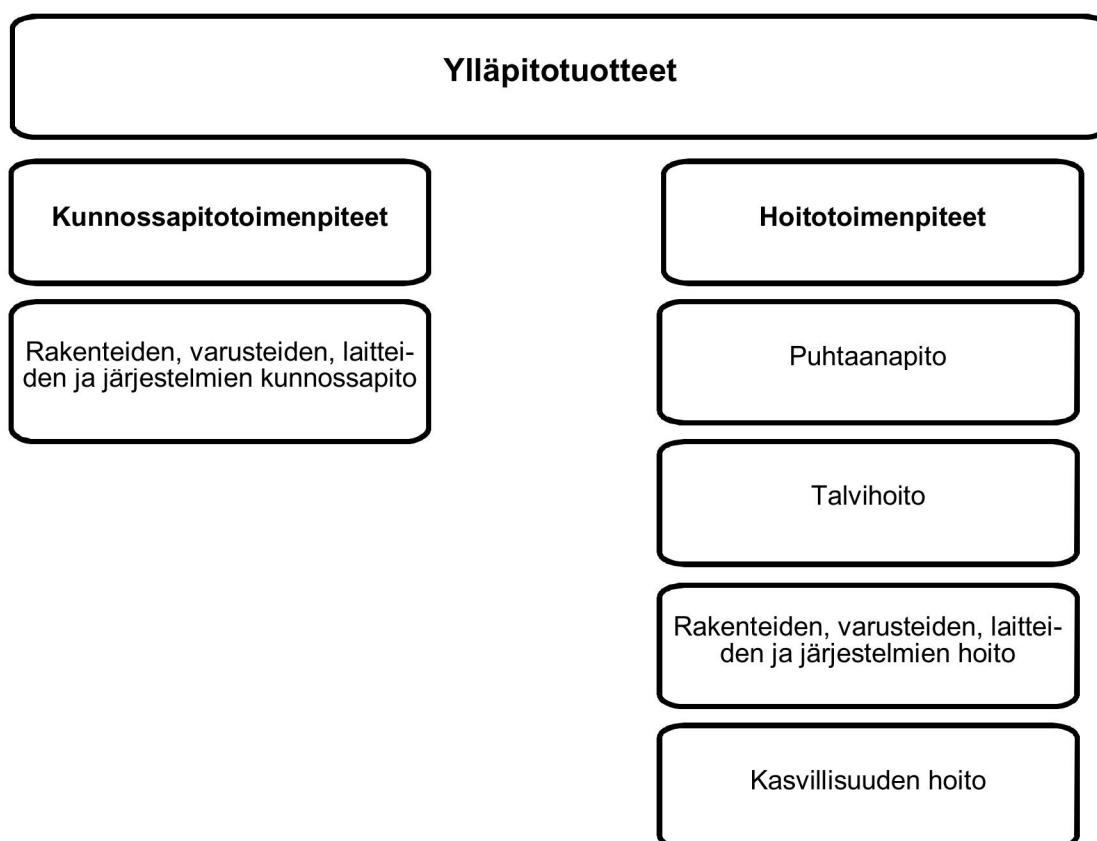 Ylläpitotuotteet
Kunnossapitotoimenpiteet
Rakenteiden, varusteiden, laittei-
den ja järjestelmien kunnossapito
Hoitotoimenpiteet
Puhtaanapito
Talvihoito
Rakenteiden, varusteiden, laittei-
den ja järjestelmien hoito
Kasvillisuuden hoito